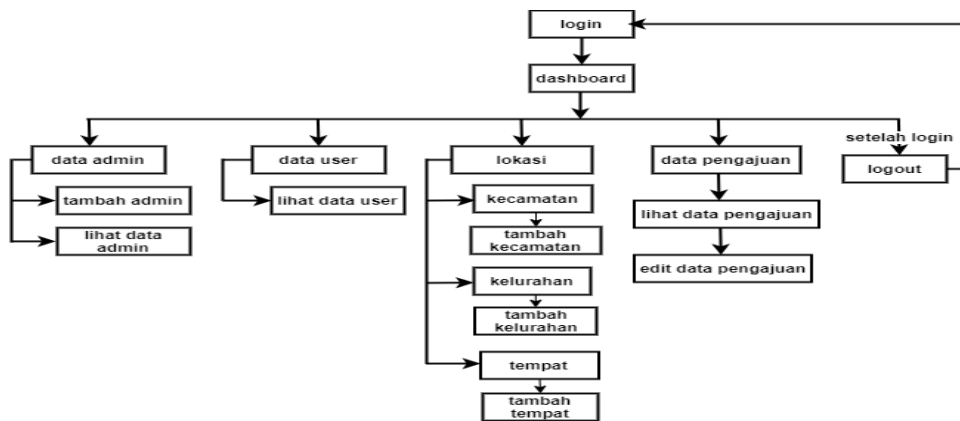 login
dashboard
setelah login
data admin
data user
lokasi
data pengajuan
logout
tambah admin
lihat data user
kecamatan
lihat data pengajuan
lihat data
admin
tambah
kecamatan
edit data pengajuan
kelurahan
tambah
kelurahan
tempat
tambah
tempat